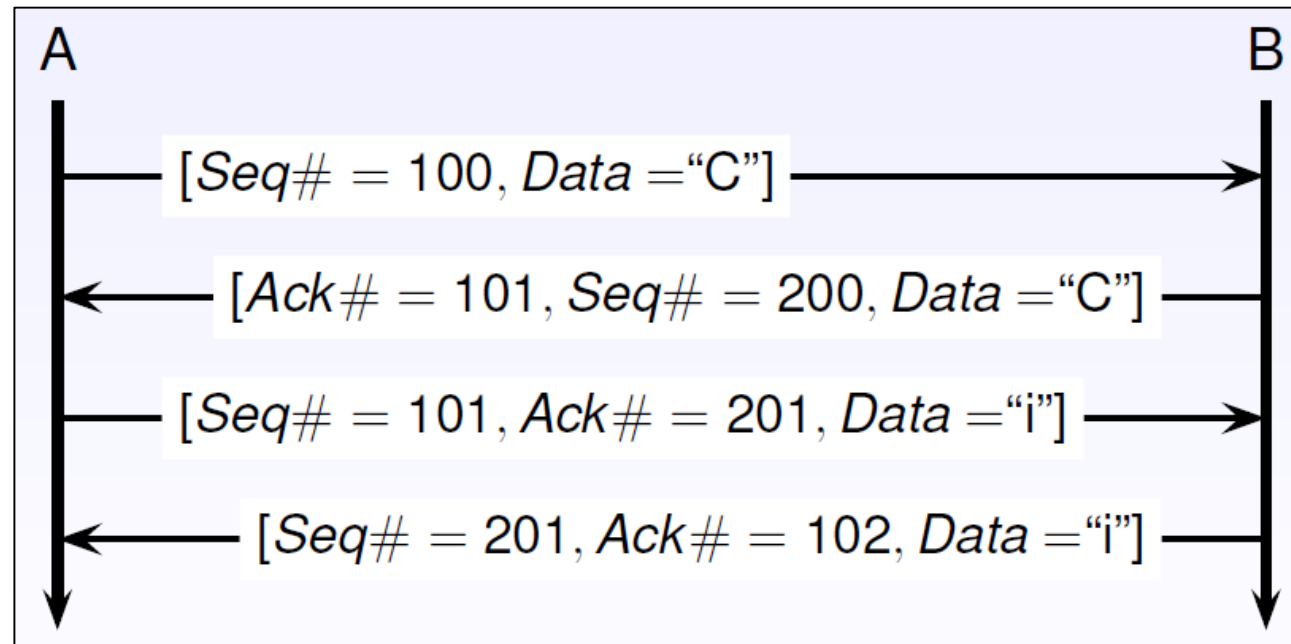 A B
[Seq# = 100, Data =“C”]
[Ack# = 101, Seq# = 200, Data =“C”]
[Seq# = 101, Ack# = 201, Data =“i”]
[Seq# = 201, Ack# = 102, Data =“i”]